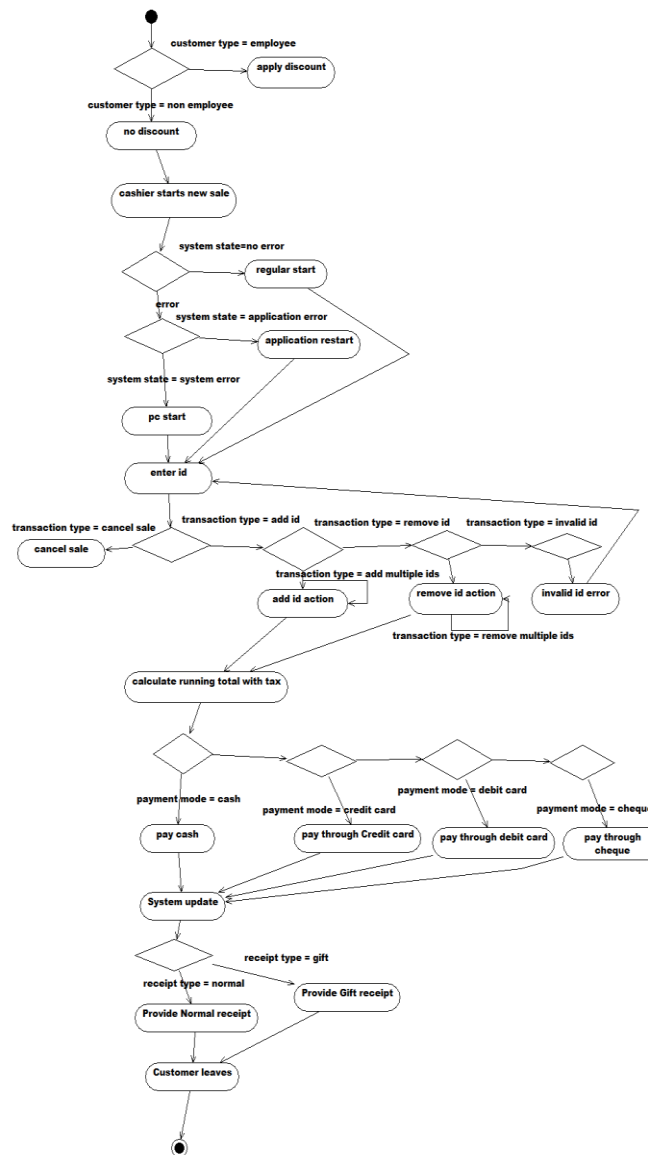 customer type = employee
apply discount
customer type = non employee
no discount
cashier starts new sale
system state=no error
regular start
error
system state = application error
application restart
system state = system error
pc start
enter id
transaction type = cancel sale
transaction type = add id
transaction type = remove id
transaction type = invalid id
cancel sale
transaction type = add multiple ids
add id action
remove id action
invalid id error
transaction type = remove multiple ids
calculate running total with tax
payment mode = cash
payment mode = credit card
payment mode = debit card
payment mode = cheque
pay cash
pay through Credit card
pay through debit card
pay through
cheque
System update
receipt type = gift
receipt type = normal
Provide Gift receipt
Provide Normal receipt
Customer leaves